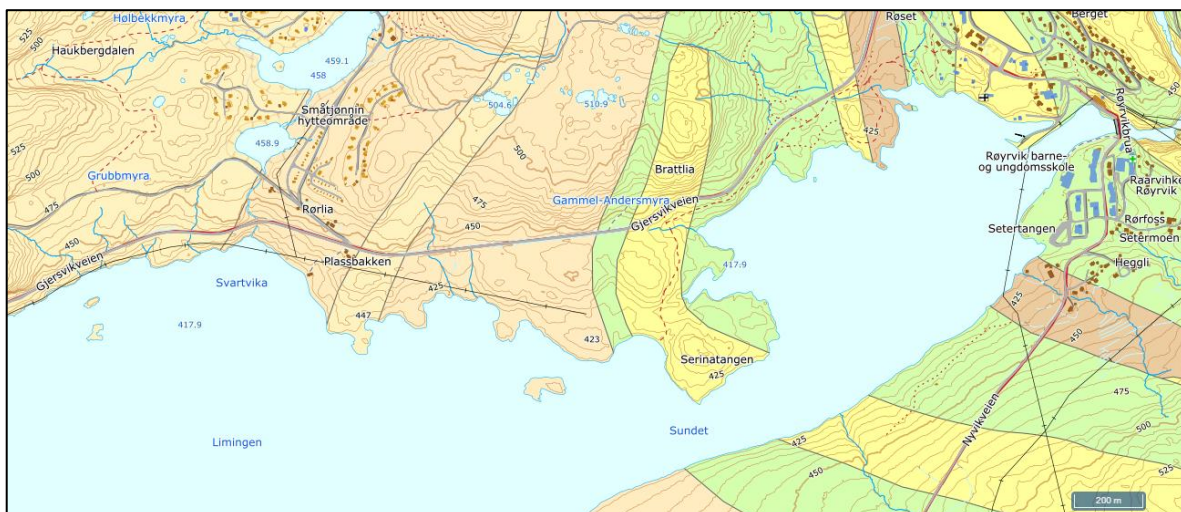 Hølbekkmyra
Røset
Berget
525
500
Haukbergdalen
459.1
458
450
504.6
510.9
Småtjønnin
hytteområde
425
Røyrvikbrua
458.9
500
Røyrvik barne-
og ungdomsskole
525
500
Grubbmyra
Brattlia
Raarvihke
Røyrvik
475
475
Gammel-Andersmyra
Rørlia
450
Gjersvikveien
Rørfoss
Setertangen
Setermoen
450
Plassbakken
417.9
Heggli
Gjersvikveien
Svartvika
425
425
417.9
447
423
450
Serinatangen
425
475
Nyvikveien
Limingen
Sundet
425
500
450
525
200 m